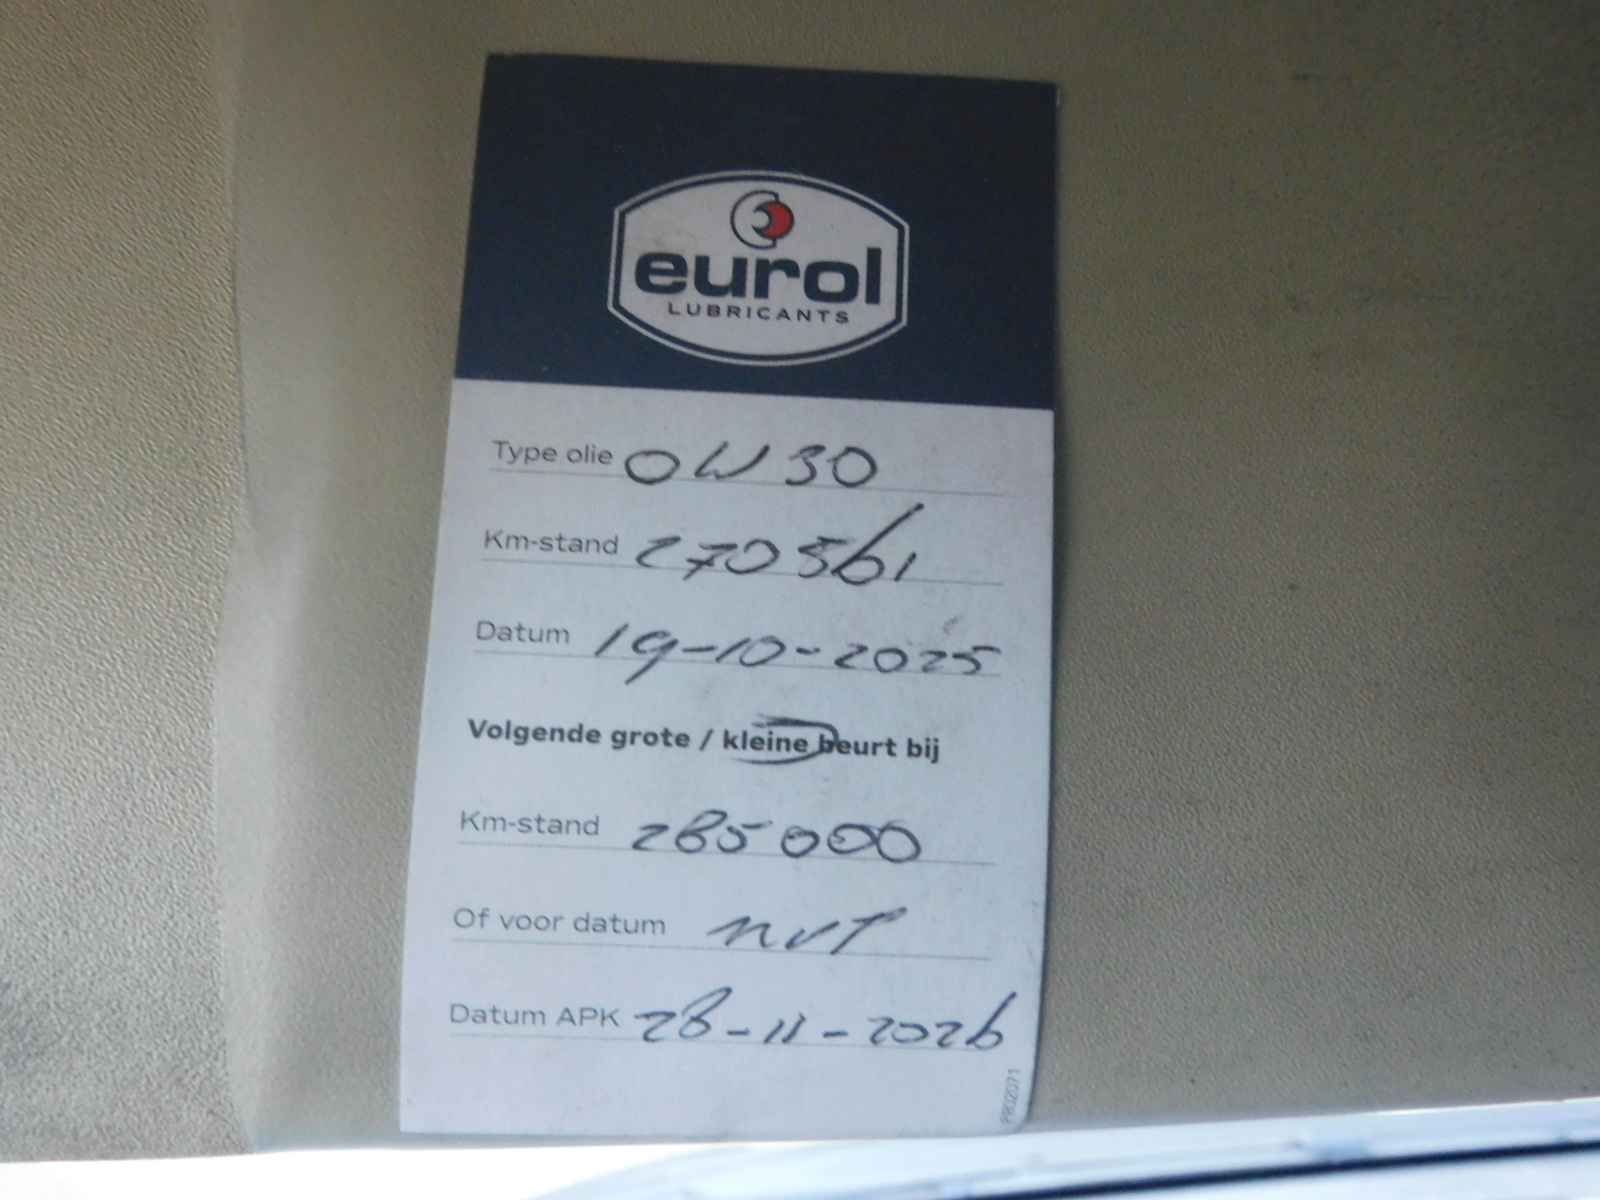 eurol
LUBRICANTS
Type olie 0W30
Km-stand 270561
Datum 19-10-2025
Volgende grote / kleine beurt bij
Km-stand 285000
Of voor datum nvt
Datum APK 28-11-2026
P802071